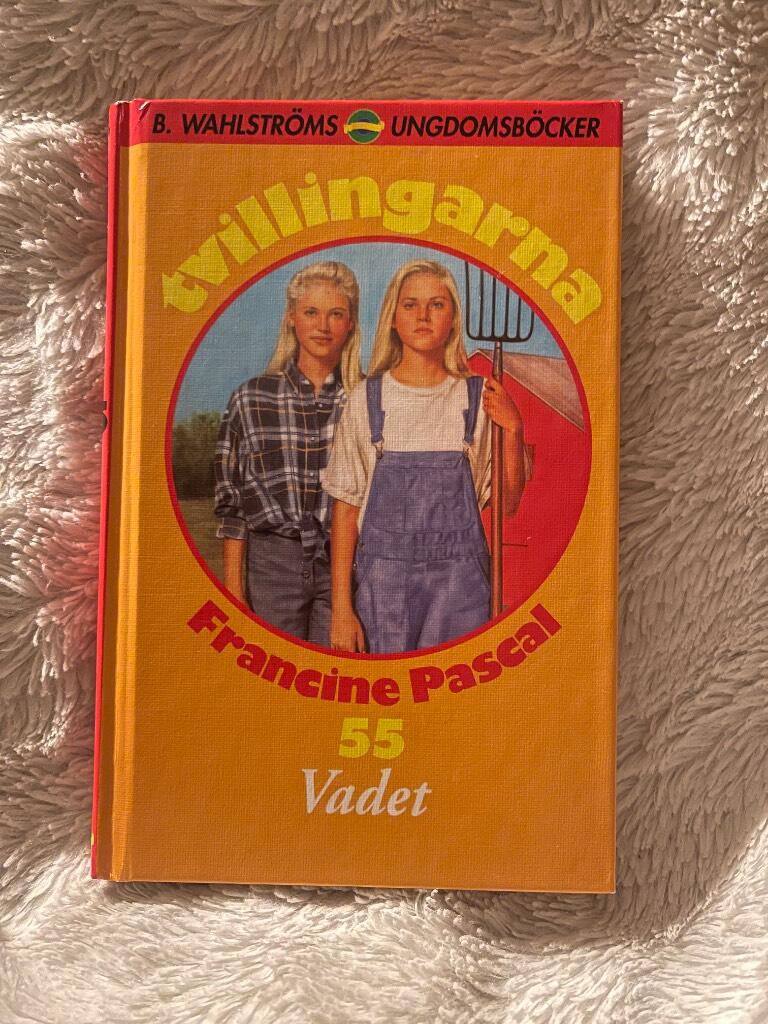 B. WAHLSTRÖMS UNGDOMSBÖCKER
tvillingarna
Francine Pascal
55
Vadet